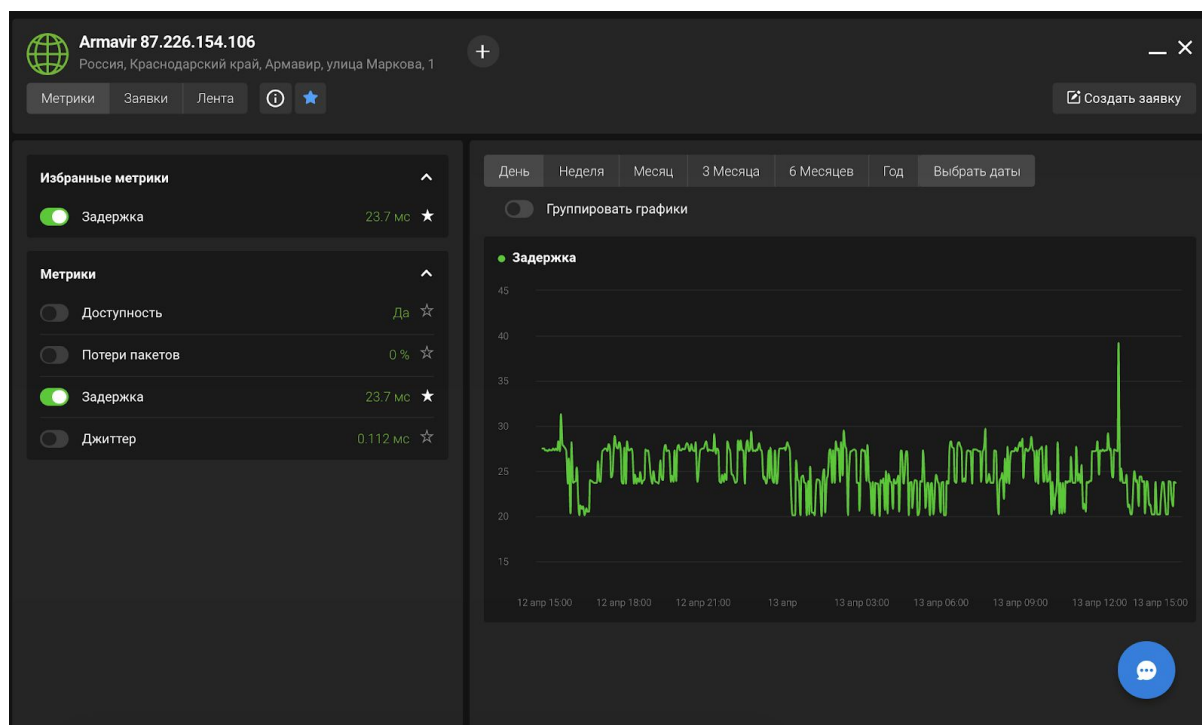 Armavir 87.226.154.106
Россия, Краснодарский край, Армавир, улица Маркова, 1
Метрики Заявки Лента
Создать заявку
Избранные метрики
Задержка 23.7 мс
Метрики
Доступность Да
Потери пакетов 0 %
Задержка 23.7 мс
Джиттер 0.112 мс
День Неделя Месяц 3 Месяца 6 Месяцев Год Выбрать даты
Группировать графики
Задержка
45
40
35
30
25
20
15
12 апр 15:00 12 апр 18:00 12 апр 21:00 13 апр 13 апр 03:00 13 апр 06:00 13 апр 09:00 13 апр 12:00 13 апр 15:00